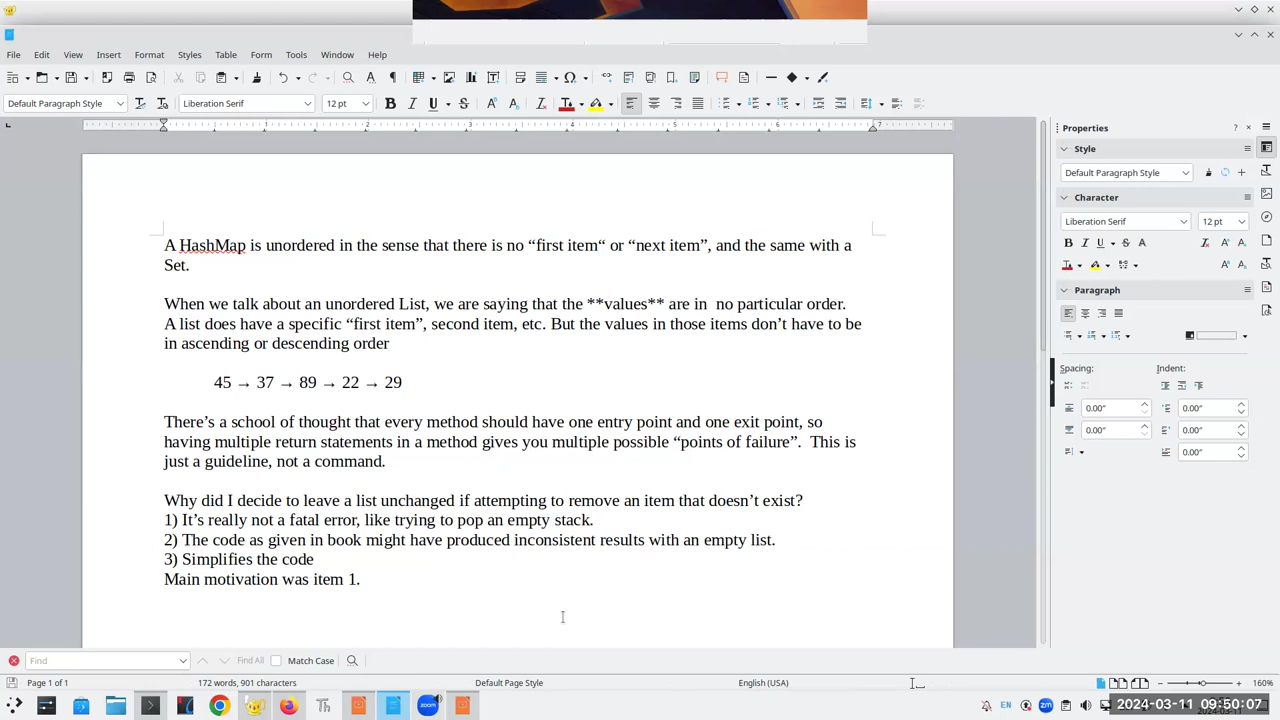 File Edit View Insert Format Styles Table Form Tools Window Help
Default Paragraph Style Liberation Serif 12 pt
1 2 3 4 5 6 7
A HashMap is unordered in the sense that there is no “first item“ or “next item”, and the same with a
Set.
When we talk about an unordered List, we are saying that the **values** are in  no particular order.
A list does have a specific “first item”, second item, etc. But the values in those items don’t have to be
in ascending or descending order
45 → 37 → 89 → 22 → 29
There’s a school of thought that every method should have one entry point and one exit point, so
having multiple return statements in a method gives you multiple possible “points of failure”.  This is
just a guideline, not a command.
Why did I decide to leave a list unchanged if attempting to remove an item that doesn’t exist?
1) It’s really not a fatal error, like trying to pop an empty stack.
2) The code as given in book might have produced inconsistent results with an empty list.
3) Simplifies the code
Main motivation was item 1.
Properties
Style
Default Paragraph Style
Character
Liberation Serif 12 pt
Paragraph
Spacing: Indent:
0.00" 0.00"
0.00" 0.00"
0.00"
Find Find All Match Case
Page 1 of 1 172 words, 901 characters Default Page Style English (USA) 160%
zoom EN
2024-03-11 09:50:07